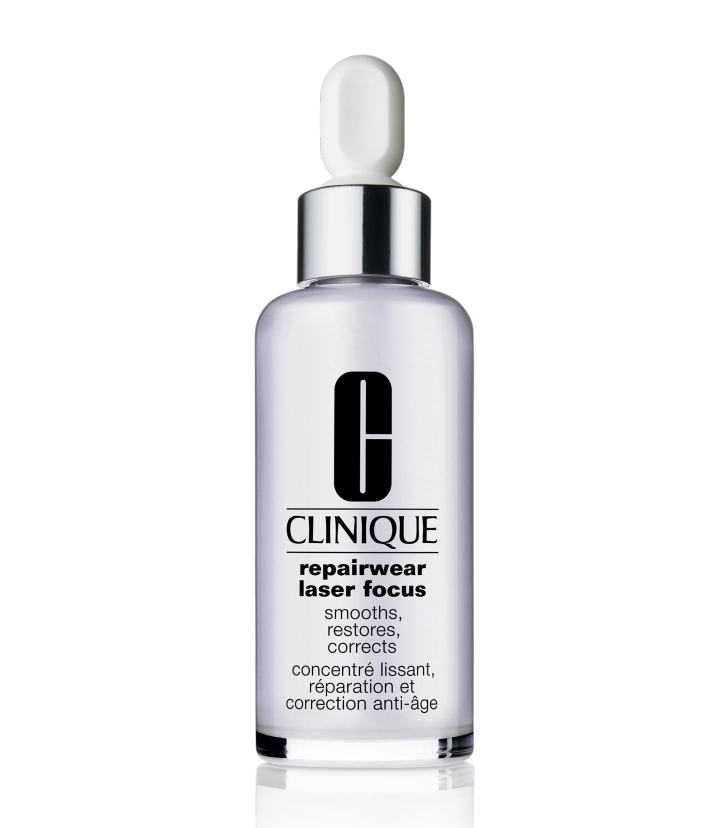 C
CLINIQUE
repairwear
laser focus
smooths,
restores,
corrects
concentré lissant,
réparation et
correction anti-âge